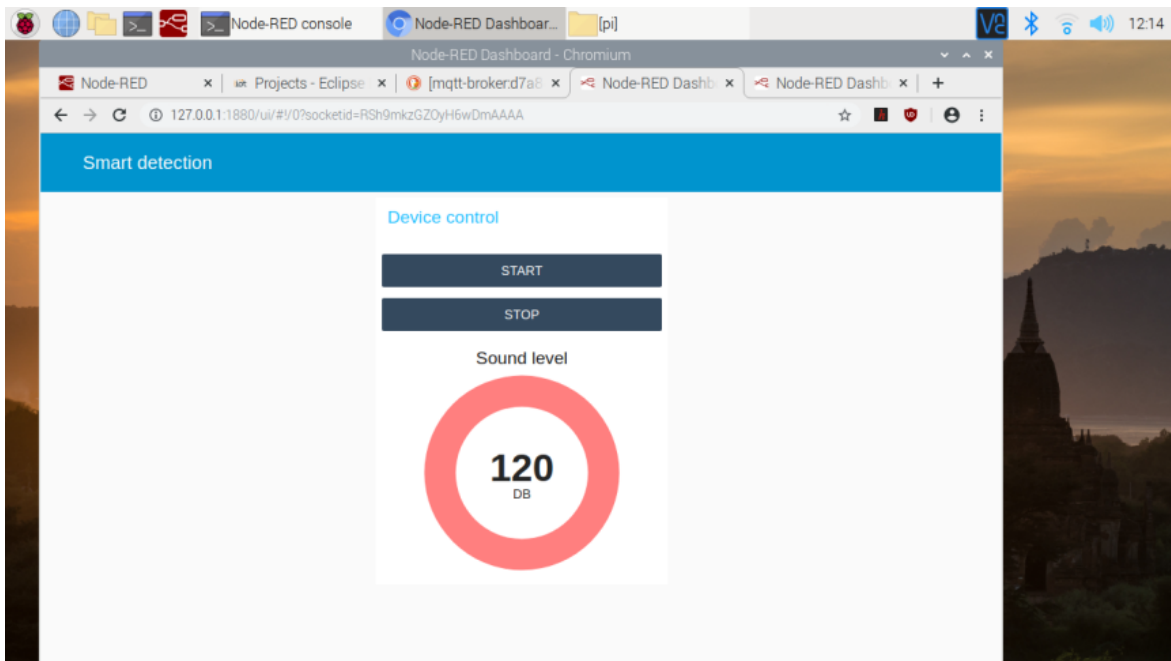 Node-RED console
Node-RED Dashboar...
[pi]
12:14
Node-RED Dashboard - Chromium
Node-RED
Projects - Eclipse
[mqtt-broker:d7a8
Node-RED Dashb
Node-RED Dashb
127.0.0.1:1880/ui/#!/0?socketid=RSh9mkzGZOyH6wDmAAAA
Smart detection
Device control
START
STOP
Sound level
120
DB